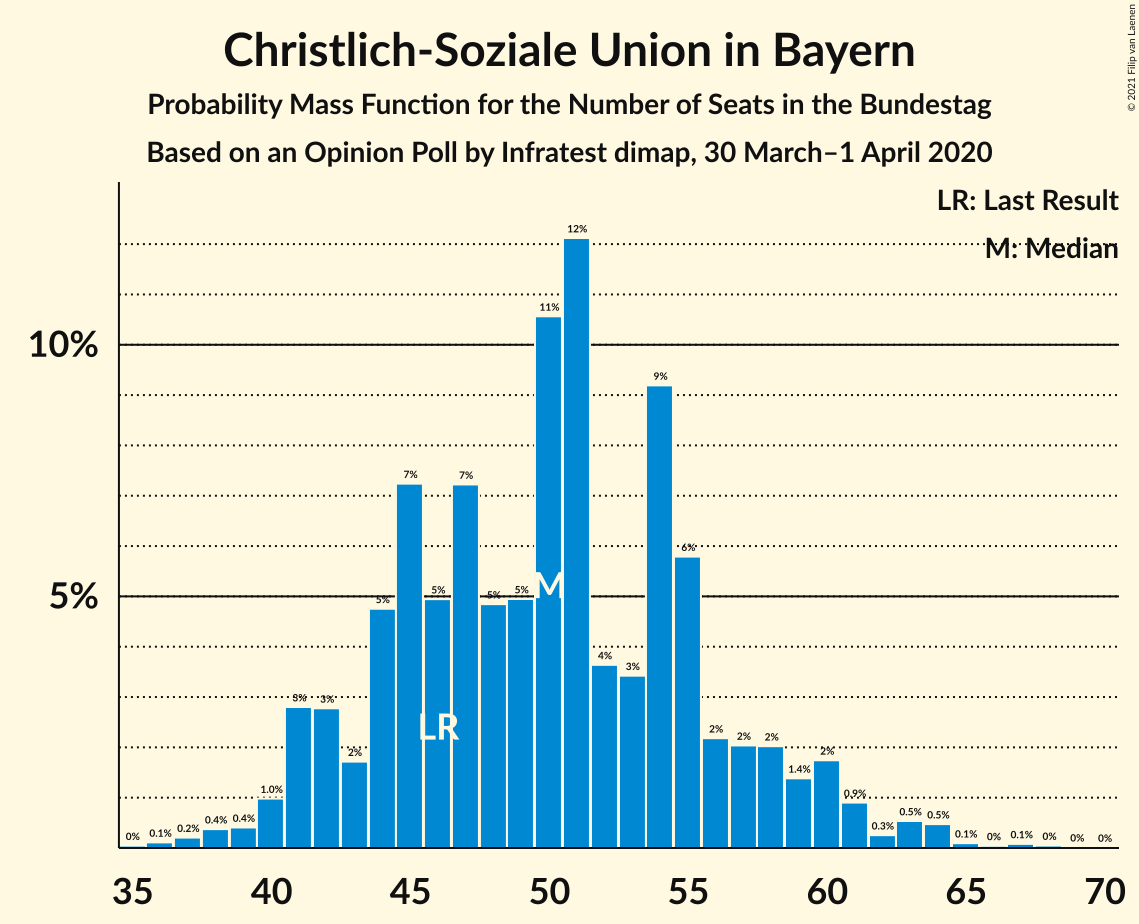 Christlich-Soziale Union in Bayern
Probability Mass Function for the Number of Seats in the Bundestag
Based on an Opinion Poll by Infratest dimap, 30 March–1 April 2020
© 2021 Filip van Laenen
LR: Last Result
M: Median
10%
5%
0% 0.1% 0.2% 0.4% 0.4% 1.0% 3% 3% 2% 5% 7% 5% 7% 5% 5% 11% 12% 4% 3% 9% 6% 2% 2% 2% 1.4% 2% 0.9% 0.3% 0.5% 0.5% 0.1% 0% 0.1% 0% 0% 0%
M
LR
35 40 45 50 55 60 65 70